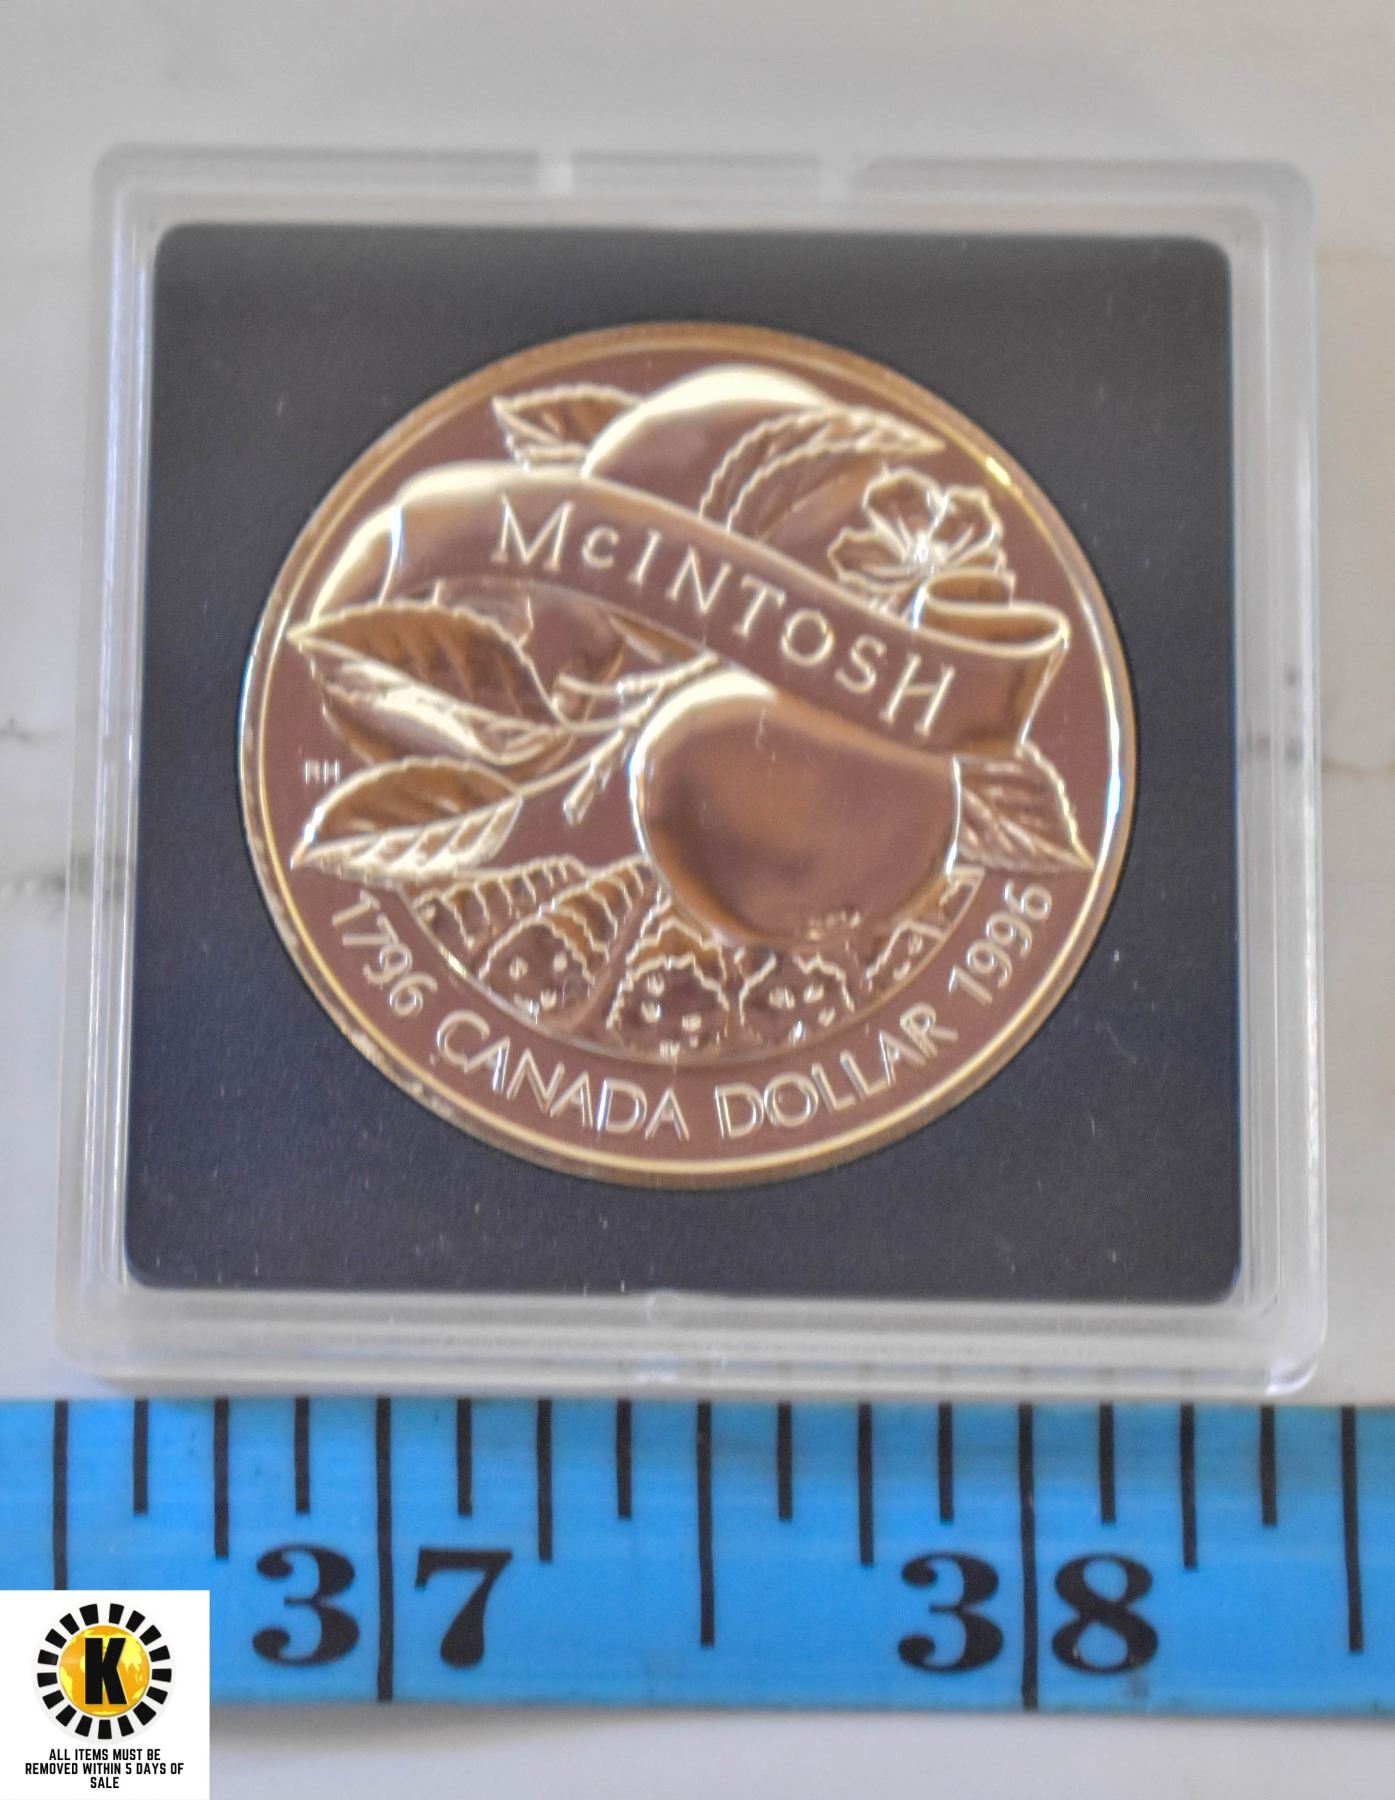 McINTOSH
RH
1796 CANADA DOLLAR 1996
37 38
K
ALL ITEMS MUST BE
REMOVED WITHIN 5 DAYS OF
SALE